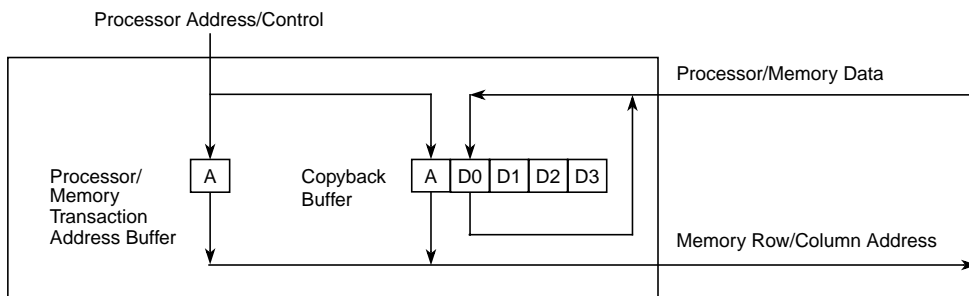 Processor Address/Control
Processor/Memory Data
Processor/
Memory
Transaction
Address Buffer
A
Copyback
Buffer
A D0 D1 D2 D3
Memory Row/Column Address